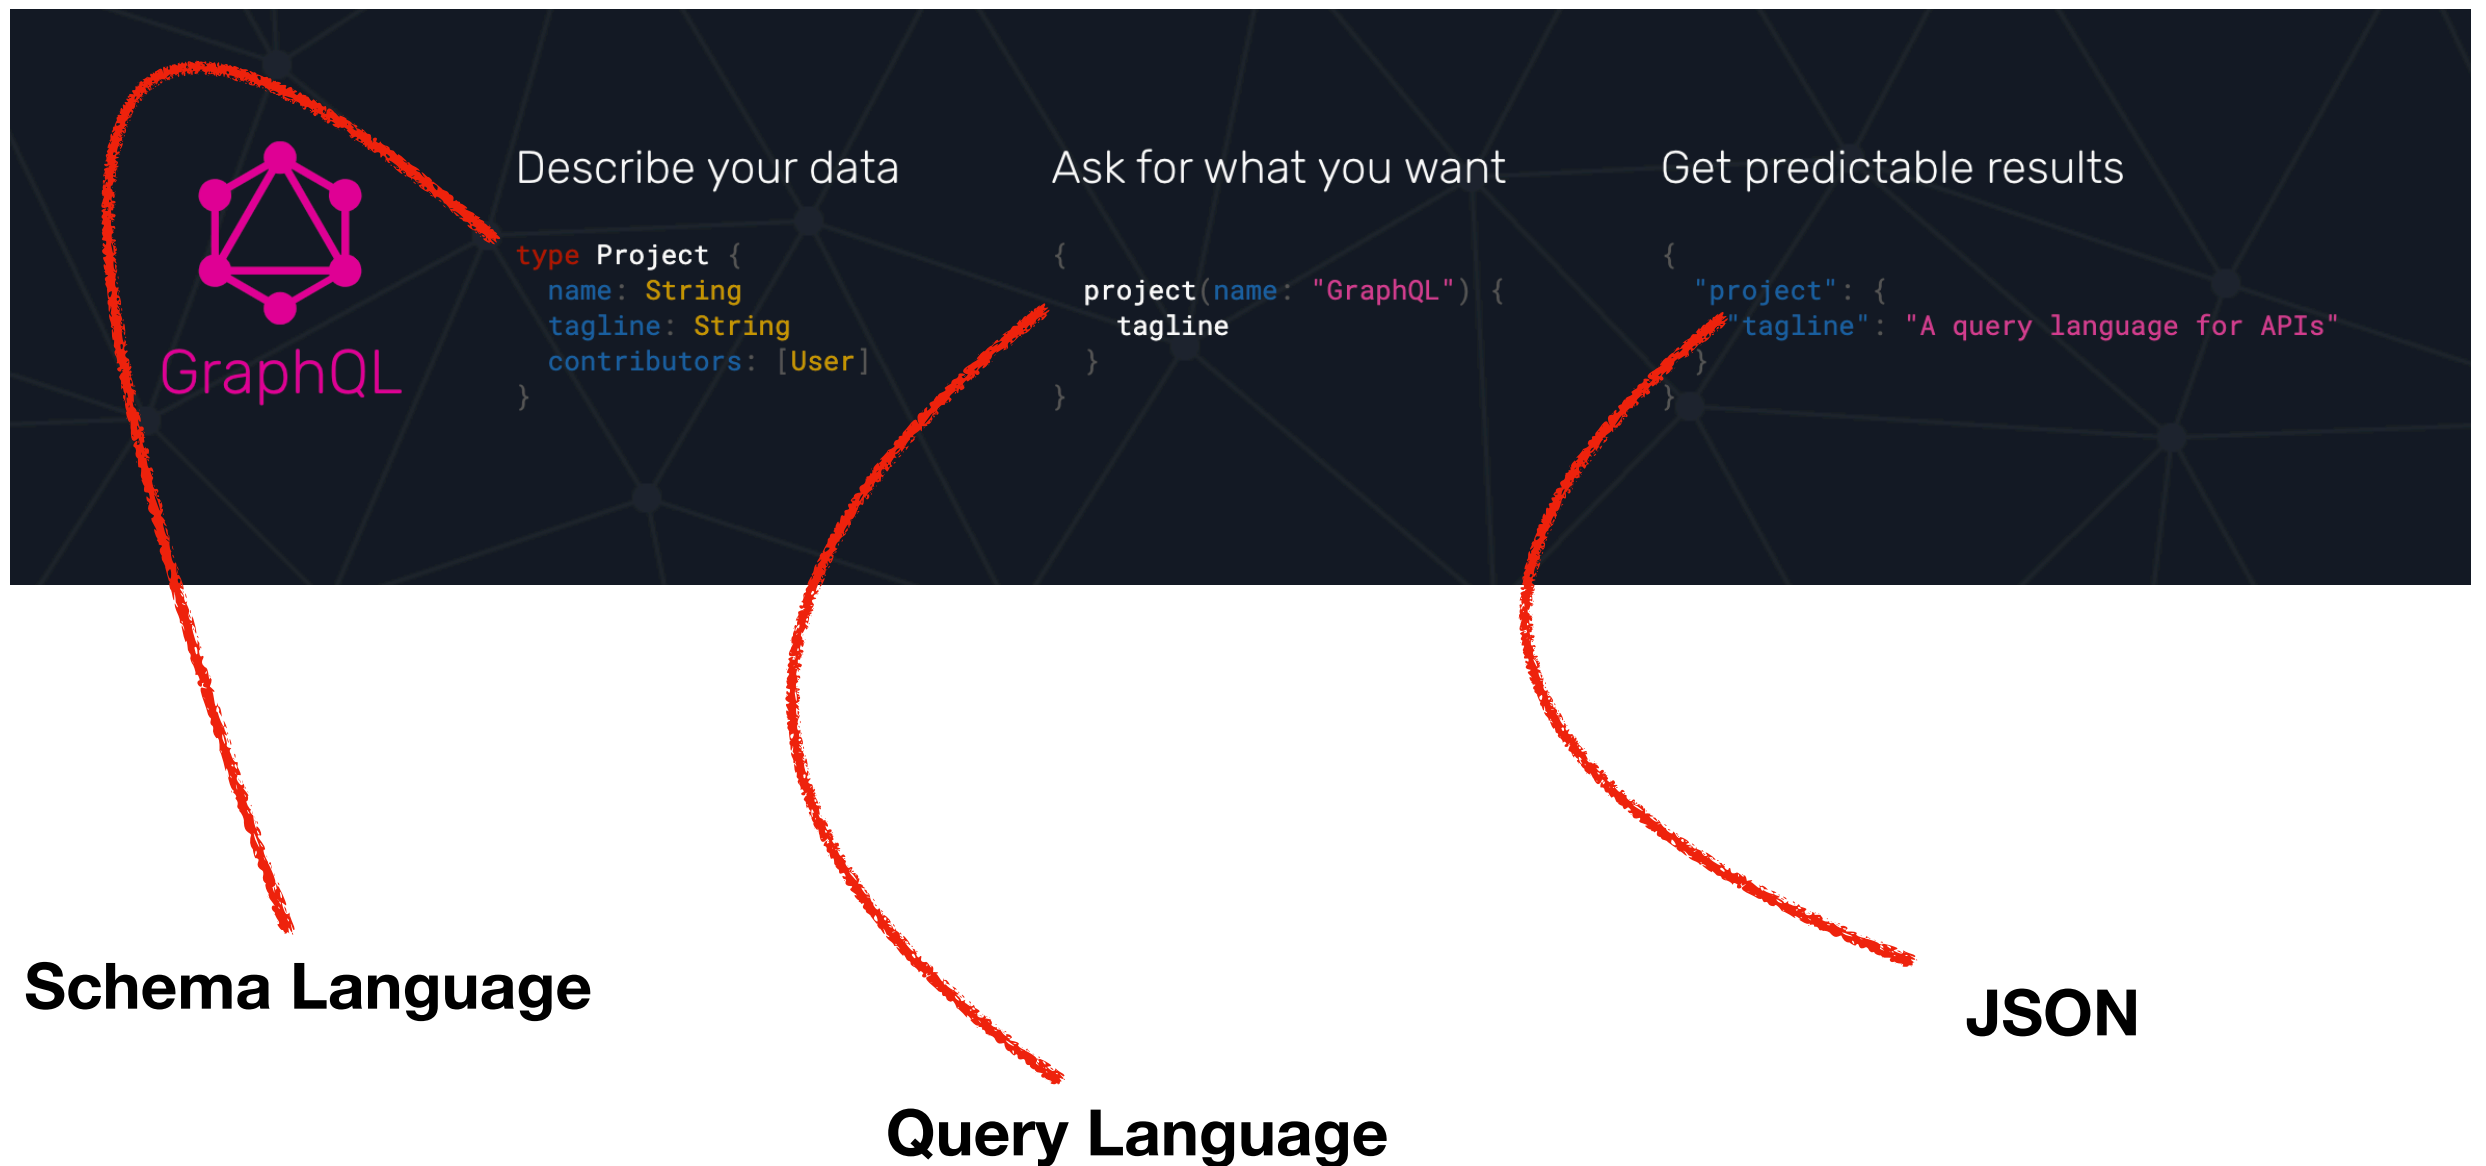 GraphQL
Describe your data
type Project {
  name: String
  tagline: String
  contributors: [User]
}
Ask for what you want
{
  project(name: "GraphQL") {
    tagline
  }
}
Get predictable results
{
  "project": {
    "tagline": "A query language for APIs"
  }
}
Schema Language
Query Language
JSON